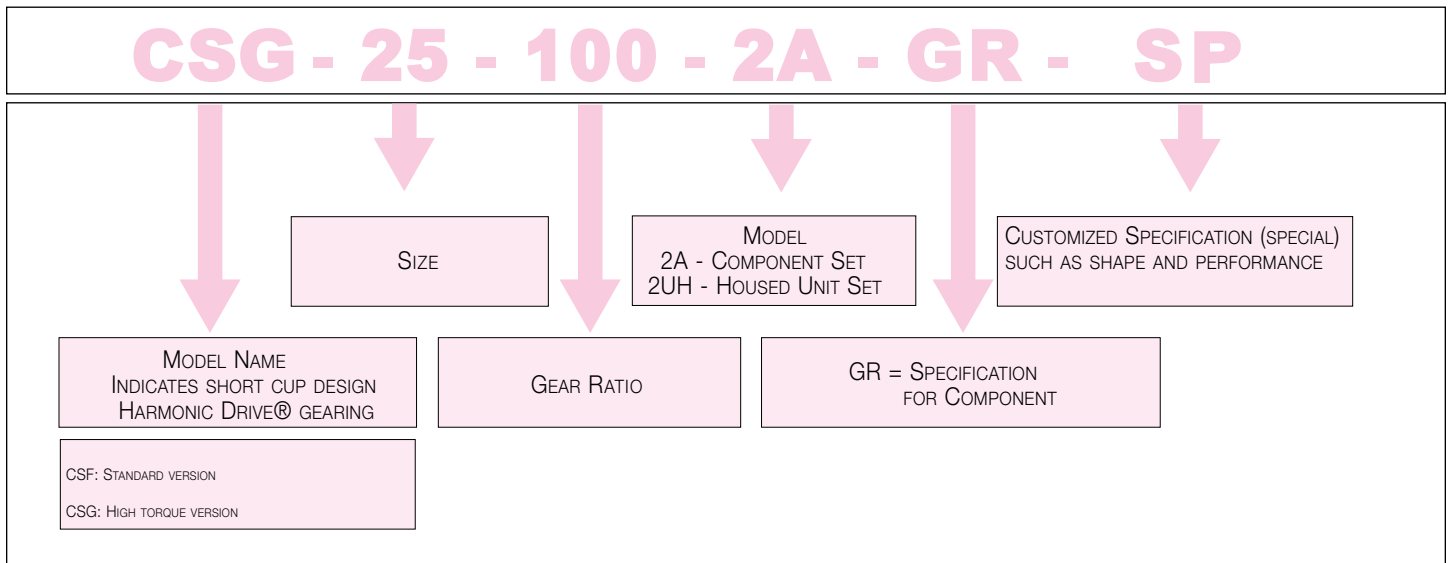 CSG - 25 - 100 - 2A - GR - SP
SIZE
MODEL
2A - COMPONENT SET
2UH - HOUSED UNIT SET
CUSTOMIZED SPECIFICATION (SPECIAL)
SUCH AS SHAPE AND PERFORMANCE
MODEL NAME
INDICATES SHORT CUP DESIGN
HARMONIC DRIVE® GEARING
GEAR RATIO
GR = SPECIFICATION
FOR COMPONENT
CSF: STANDARD VERSION
CSG: HIGH TORQUE VERSION